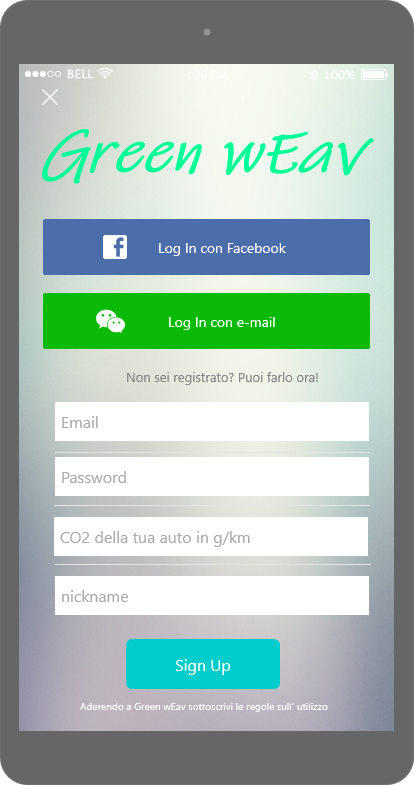 BELL 4:20 PM 100%
Green wEav
Log In con Facebook
Log In con e-mail
Non sei registrato? Puoi farlo ora!
Email
Password
CO2 della tua auto in g/km
nickname
Sign Up
Aderendo a Green wEav sottoscrivi le regole sull' utilizzo